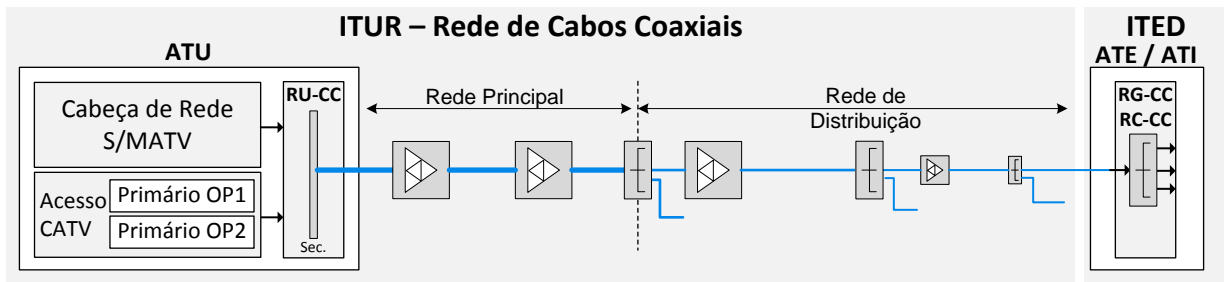 ITUR – Rede de Cabos Coaxiais
ITED
ATU
ATE / ATI
Cabeça de Rede
S/MATV
RU-CC
Rede Principal
Rede de
Distribuição
RG-CC
RC-CC
Acesso
CATV
Primário OP1
Primário OP2
Sec.